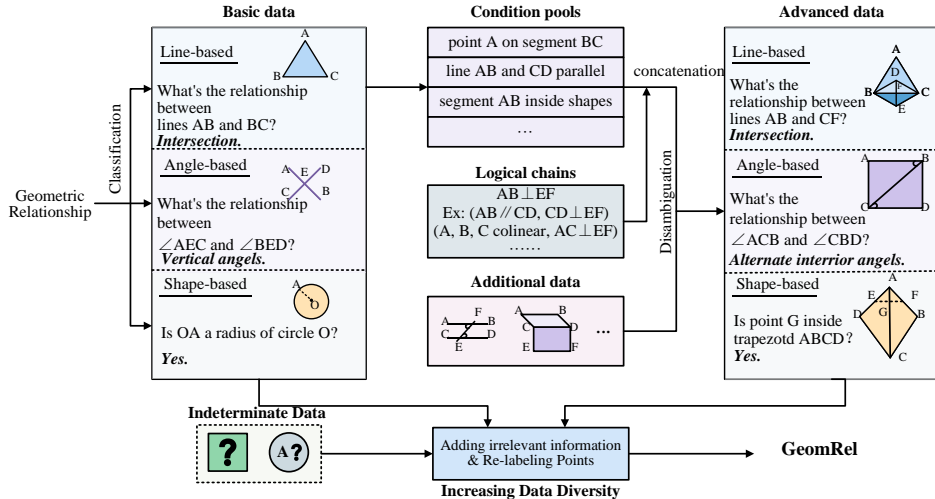 Basic data
Condition pools
Advanced data
Line-based
A
B
C
What's the relationship
between
lines AB and BC?
Intersection.
Angle-based
A
E
D
C
B
What's the relationship
between
∠AEC and ∠BED?
Vertical angels.
Shape-based
A
O
Is OA a radius of circle O?
Yes.
Geometric
Relationship
Classification
point A on segment BC
line AB and CD parallel
segment AB inside shapes
...
concatenation
Logical chains
AB⊥EF
Ex: (AB∥CD, CD⊥EF)
(A, B, C colinear, AC⊥EF)
......
Disambiguation
Additional data
F
A
B
C
D
E
A
B
C
D
E
F
...
Line-based
A
D
F
B
C
E
What's the
relationship between
lines AB and CF?
Intersection.
Angle-based
A
B
C
D
What's the
relationship between
∠ACB and ∠CBD?
Alternate interrior angels.
Shape-based
A
E
F
D
G
B
C
Is point G inside
trapezotd ABCD?
Yes.
Indeterminate Data
?
A?
Adding irrelevant information
& Re-labeling Points
Increasing Data Diversity
GeomRel